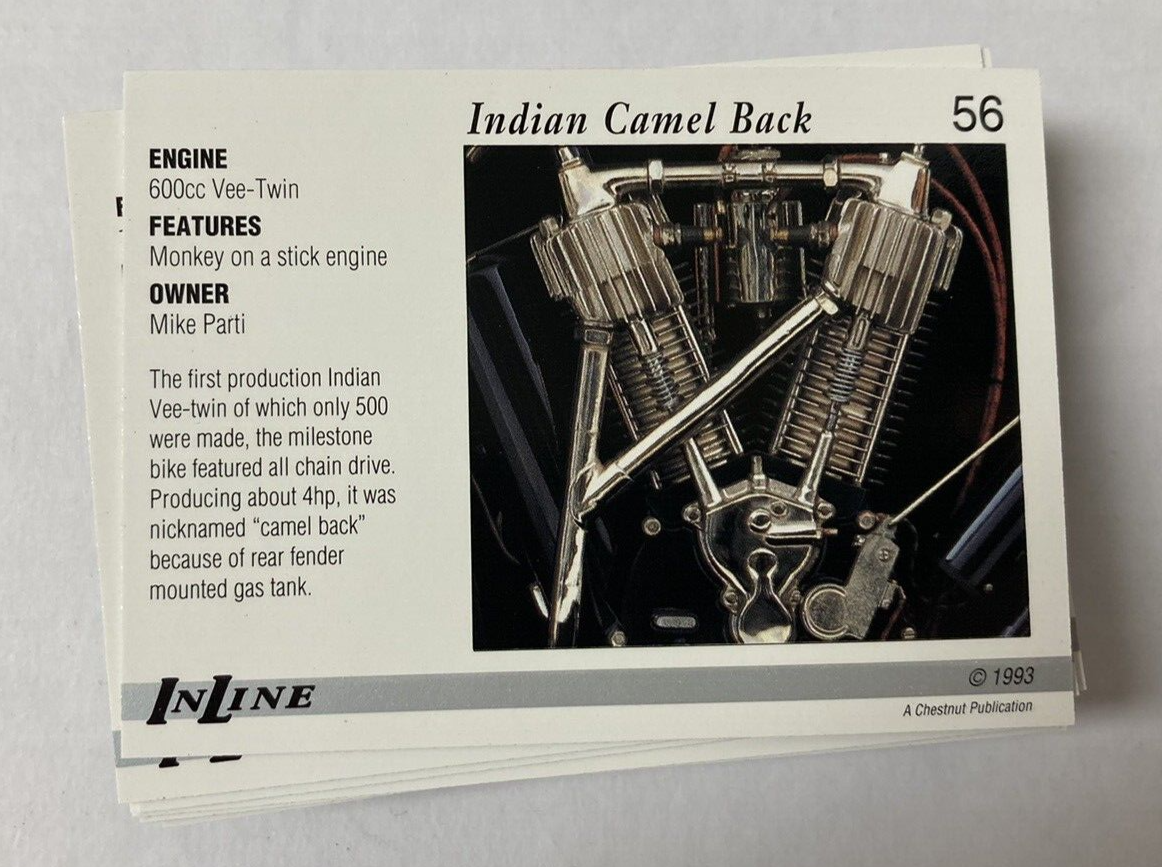 Indian Camel Back
56
ENGINE
600cc Vee-Twin
FEATURES
Monkey on a stick engine
OWNER
Mike Parti
The first production Indian
Vee-twin of which only 500
were made, the milestone
bike featured all chain drive.
Producing about 4hp, it was
nicknamed “camel back”
because of rear fender
mounted gas tank.
INLINE
© 1993
A Chestnut Publication